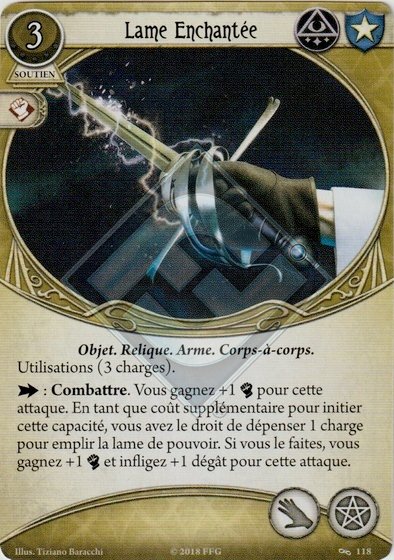 3
Lame Enchantée
SOUTIEN
Objet. Relique. Arme. Corps-à-corps.
Utilisations (3 charges).
: Combattre. Vous gagnez +1 pour cette
attaque. En tant que coût supplémentaire pour initier
cette capacité, vous avez le droit de dépenser 1 charge
pour emplir la lame de pouvoir. Si vous le faites, vous
gagnez +1 et infligez +1 dégât pour cette attaque.
Illus. Tiziano Baracchi
© 2018 FFG
118